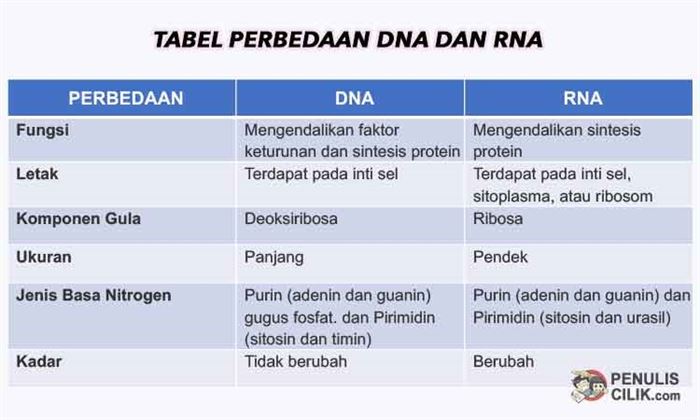 TABEL PERBEDAAN DNA DAN RNA
PERBEDAAN DNA RNA
Fungsi Mengendalikan faktor Mengendalikan sintesis
keturunan dan sintesis protein protein
Letak Terdapat pada inti sel Terdapat pada inti sel,
sitoplasma, atau ribosom
Komponen Gula Deoksiribosa Ribosa
Ukuran Panjang Pendek
Jenis Basa Nitrogen Purin (adenin dan guanin) Purin (adenin dan guanin) dan
gugus fosfat. dan Pirimidin Pirimidin (sitosin dan urasil)
(sitosin dan timin)
Kadar Tidak berubah Berubah
PENULIS
CILIK.com